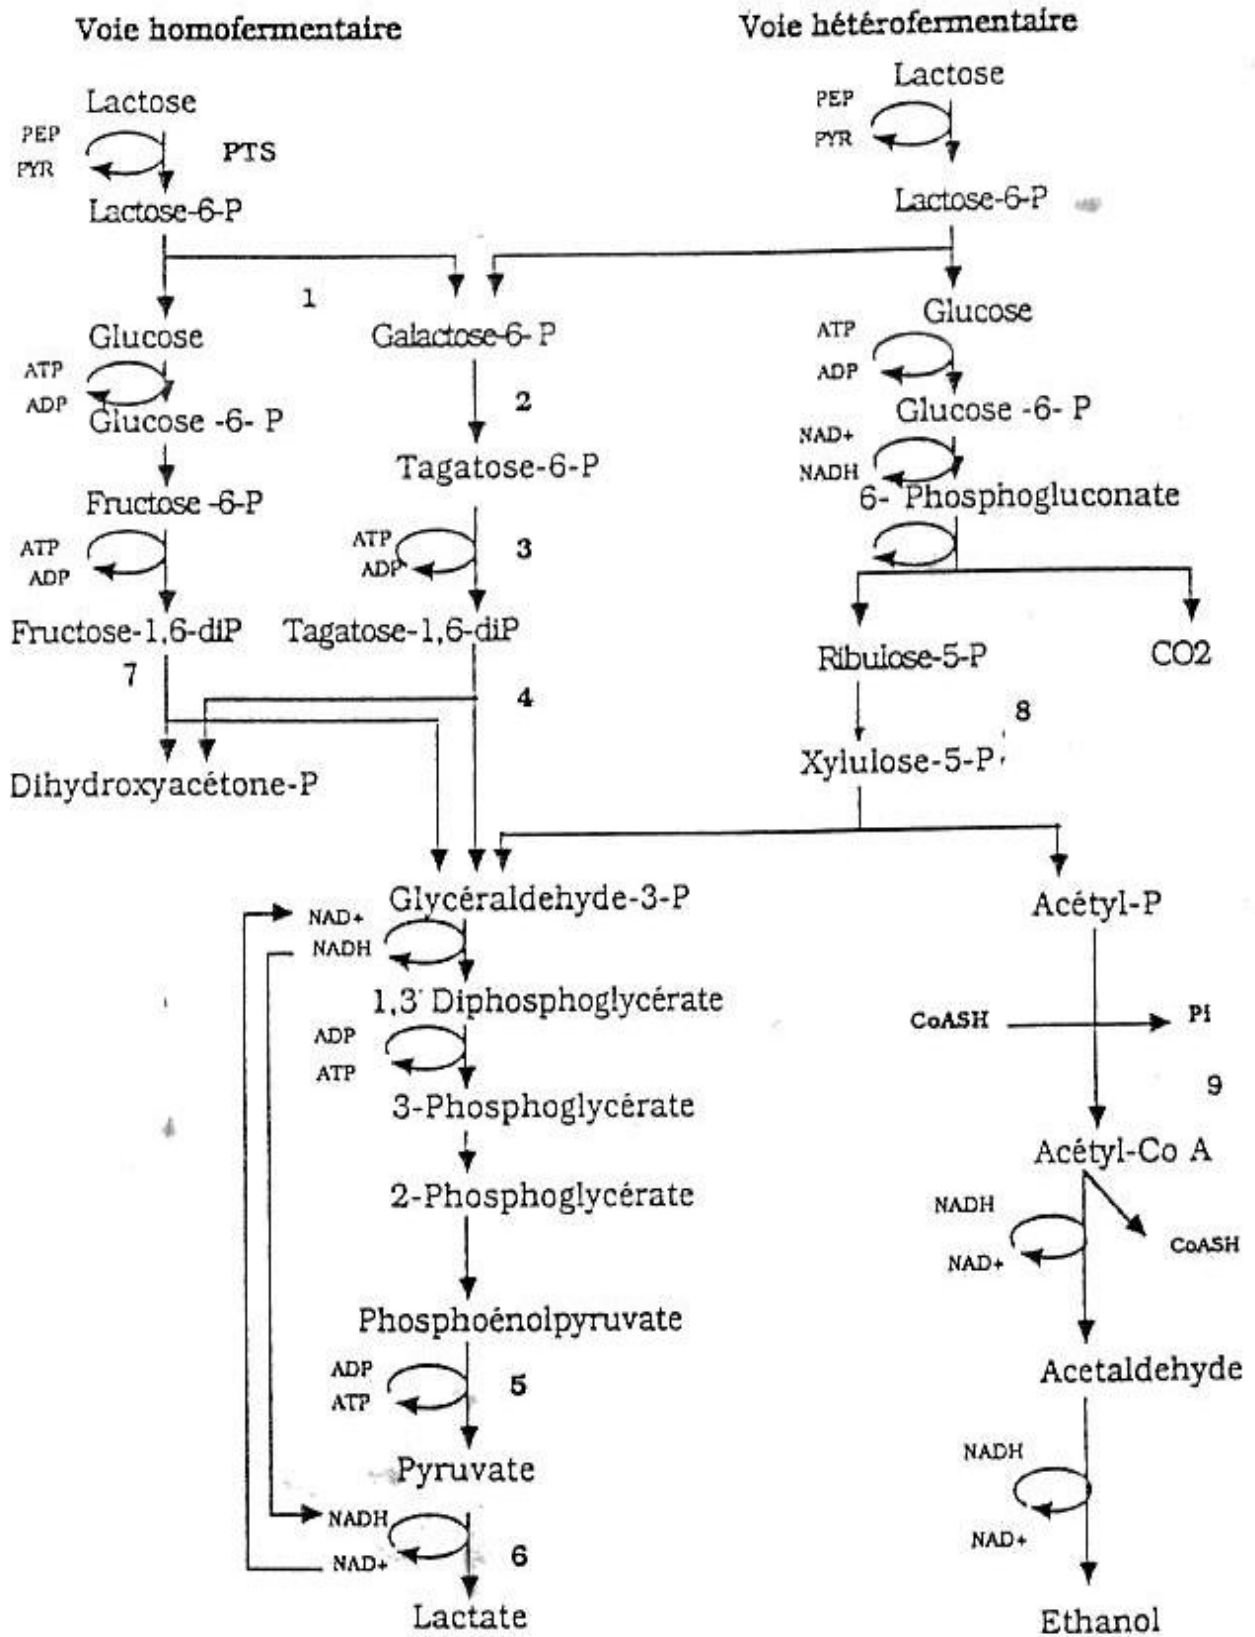 Voie homofermentaire
Voie hétérofermentaire
Lactose
PEP
PYR
PTS
Lactose-6-P
Lactose
PEP
PYR
Lactose-6-P
1
Glucose
ATP
ADP
Glucose -6- P
Fructose -6-P
ATP
ADP
Fructose-1,6-diP
7
Galactose-6- P
2
Tagatose-6-P
ATP
ADP
3
Tagatose-1,6-diP
4
Dihydroxyacétone-P
Glucose
ATP
ADP
Glucose -6- P
NAD+
NADH
6- Phosphogluconate
Ribulose-5-P
CO2
8
Xylulose-5-P
Glycéraldehyde-3-P
NAD+
NADH
1,3 Diphosphoglycérate
ADP
ATP
3-Phosphoglycérate
2-Phosphoglycérate
Phosphoénolpyruvate
ADP
ATP
5
Pyruvate
NADH
NAD+
6
Lactate
Acétyl-P
CoASH
PI
9
Acétyl-Co A
NADH
NAD+
CoASH
Acetaldehyde
NADH
NAD+
Ethanol